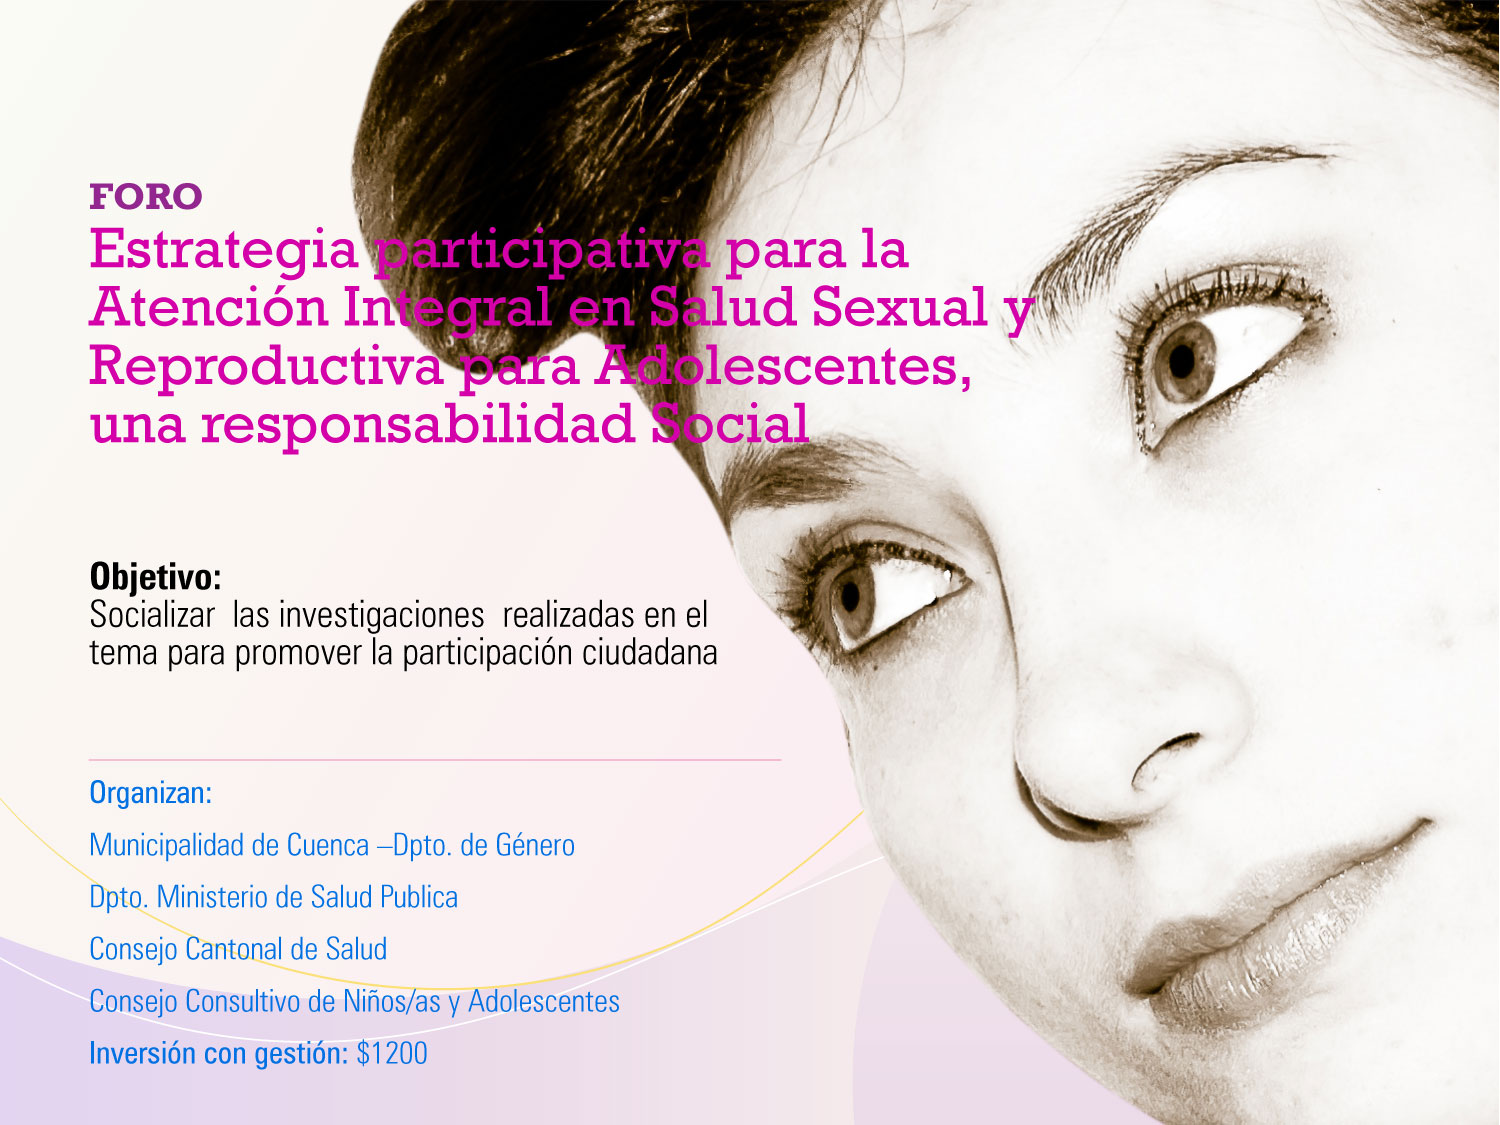 FORO
Estrategia participativa para la
Atención Integral en Salud Sexual y
Reproductiva para Adolescentes,
una responsabilidad Social
Objetivo:
Socializar  las investigaciones  realizadas en el
tema para promover la participación ciudadana
Organizan:
Municipalidad de Cuenca –Dpto. de Género
Dpto. Ministerio de Salud Publica
Consejo Cantonal de Salud
Consejo Consultivo de Niños/as y Adolescentes
Inversión con gestión: $1200